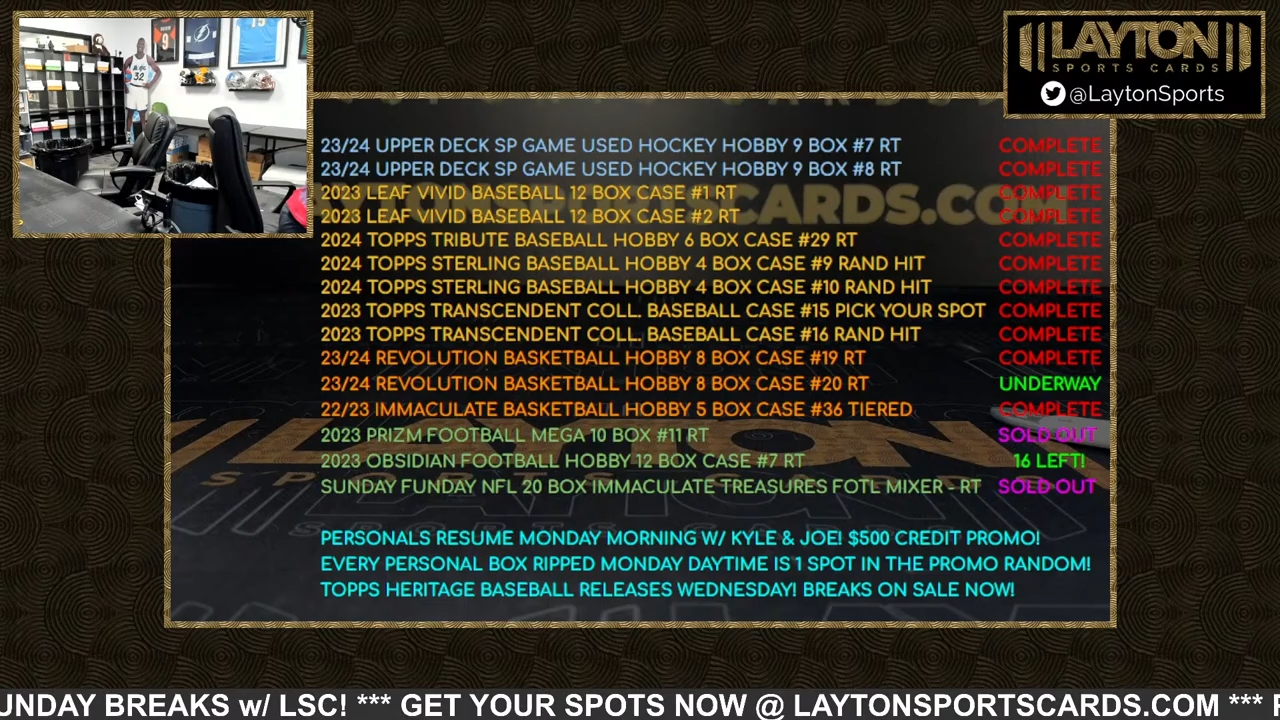 LAYTON
SPORTS CARDS
@LaytonSports
23/24 UPPER DECK SP GAME USED HOCKEY HOBBY 9 BOX #7 RT COMPLETE
23/24 UPPER DECK SP GAME USED HOCKEY HOBBY 9 BOX #8 RT COMPLETE
2023 LEAF VIVID BASEBALL 12 BOX CASE #1 RT COMPLETE
2023 LEAF VIVID BASEBALL 12 BOX CASE #2 RT COMPLETE
2024 TOPPS TRIBUTE BASEBALL HOBBY 6 BOX CASE #29 RT COMPLETE
2024 TOPPS STERLING BASEBALL HOBBY 4 BOX CASE #9 RAND HIT COMPLETE
2024 TOPPS STERLING BASEBALL HOBBY 4 BOX CASE #10 RAND HIT COMPLETE
2023 TOPPS TRANSCENDENT COLL. BASEBALL CASE #15 PICK YOUR SPOT COMPLETE
2023 TOPPS TRANSCENDENT COLL. BASEBALL CASE #16 RAND HIT COMPLETE
23/24 REVOLUTION BASKETBALL HOBBY 8 BOX CASE #19 RT COMPLETE
23/24 REVOLUTION BASKETBALL HOBBY 8 BOX CASE #20 RT UNDERWAY
22/23 IMMACULATE BASKETBALL HOBBY 5 BOX CASE #36 TIERED COMPLETE
2023 PRIZM FOOTBALL MEGA 10 BOX #11 RT SOLD OUT
2023 OBSIDIAN FOOTBALL HOBBY 12 BOX CASE #7 RT 16 LEFT!
SUNDAY FUNDAY NFL 20 BOX IMMACULATE TREASURES FOTL MIXER - RT SOLD OUT
PERSONALS RESUME MONDAY MORNING W/ KYLE & JOE! $500 CREDIT PROMO!
EVERY PERSONAL BOX RIPPED MONDAY DAYTIME IS 1 SPOT IN THE PROMO RANDOM!
TOPPS HERITAGE BASEBALL RELEASES WEDNESDAY! BREAKS ON SALE NOW!
UNDAY BREAKS w/ LSC! *** GET YOUR SPOTS NOW @ LAYTONSPORTSCARDS.COM ***